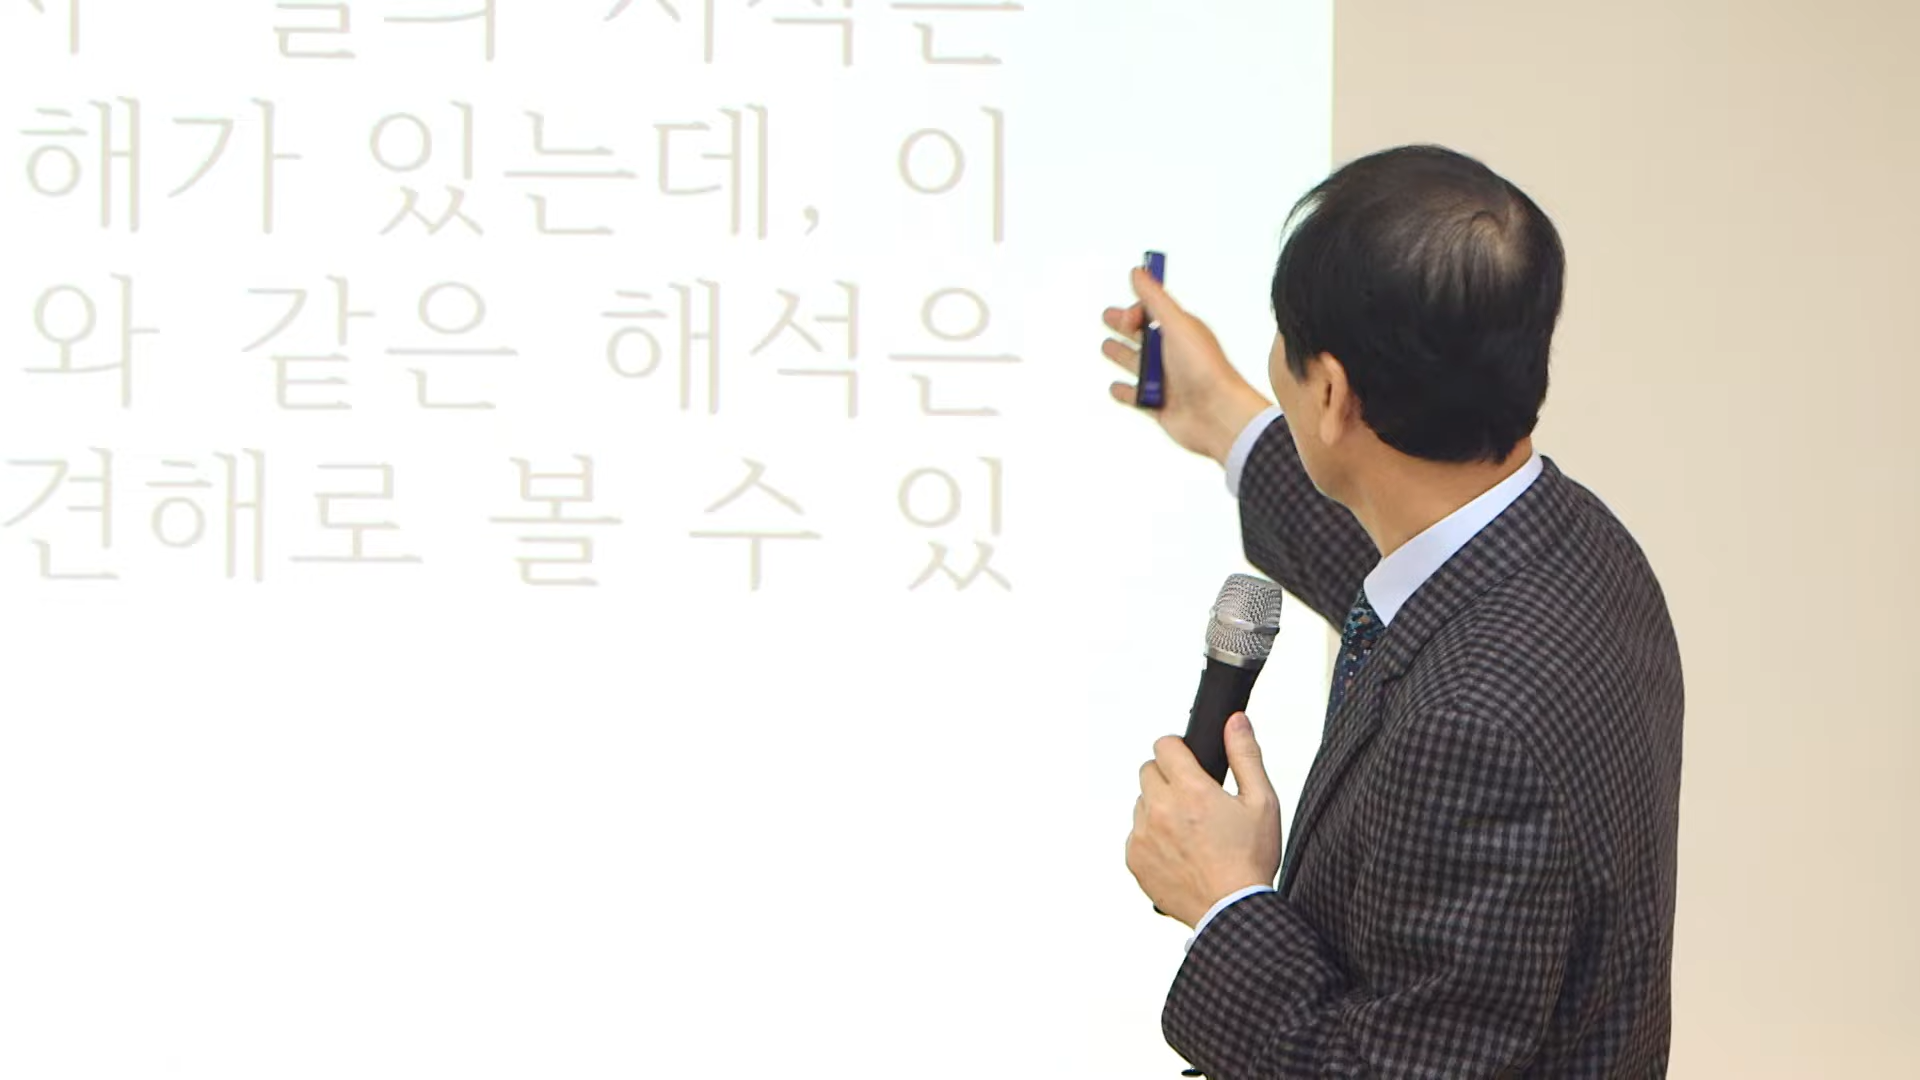 해가 있는데, 이
와 같은 해석은
견해로 볼 수 있